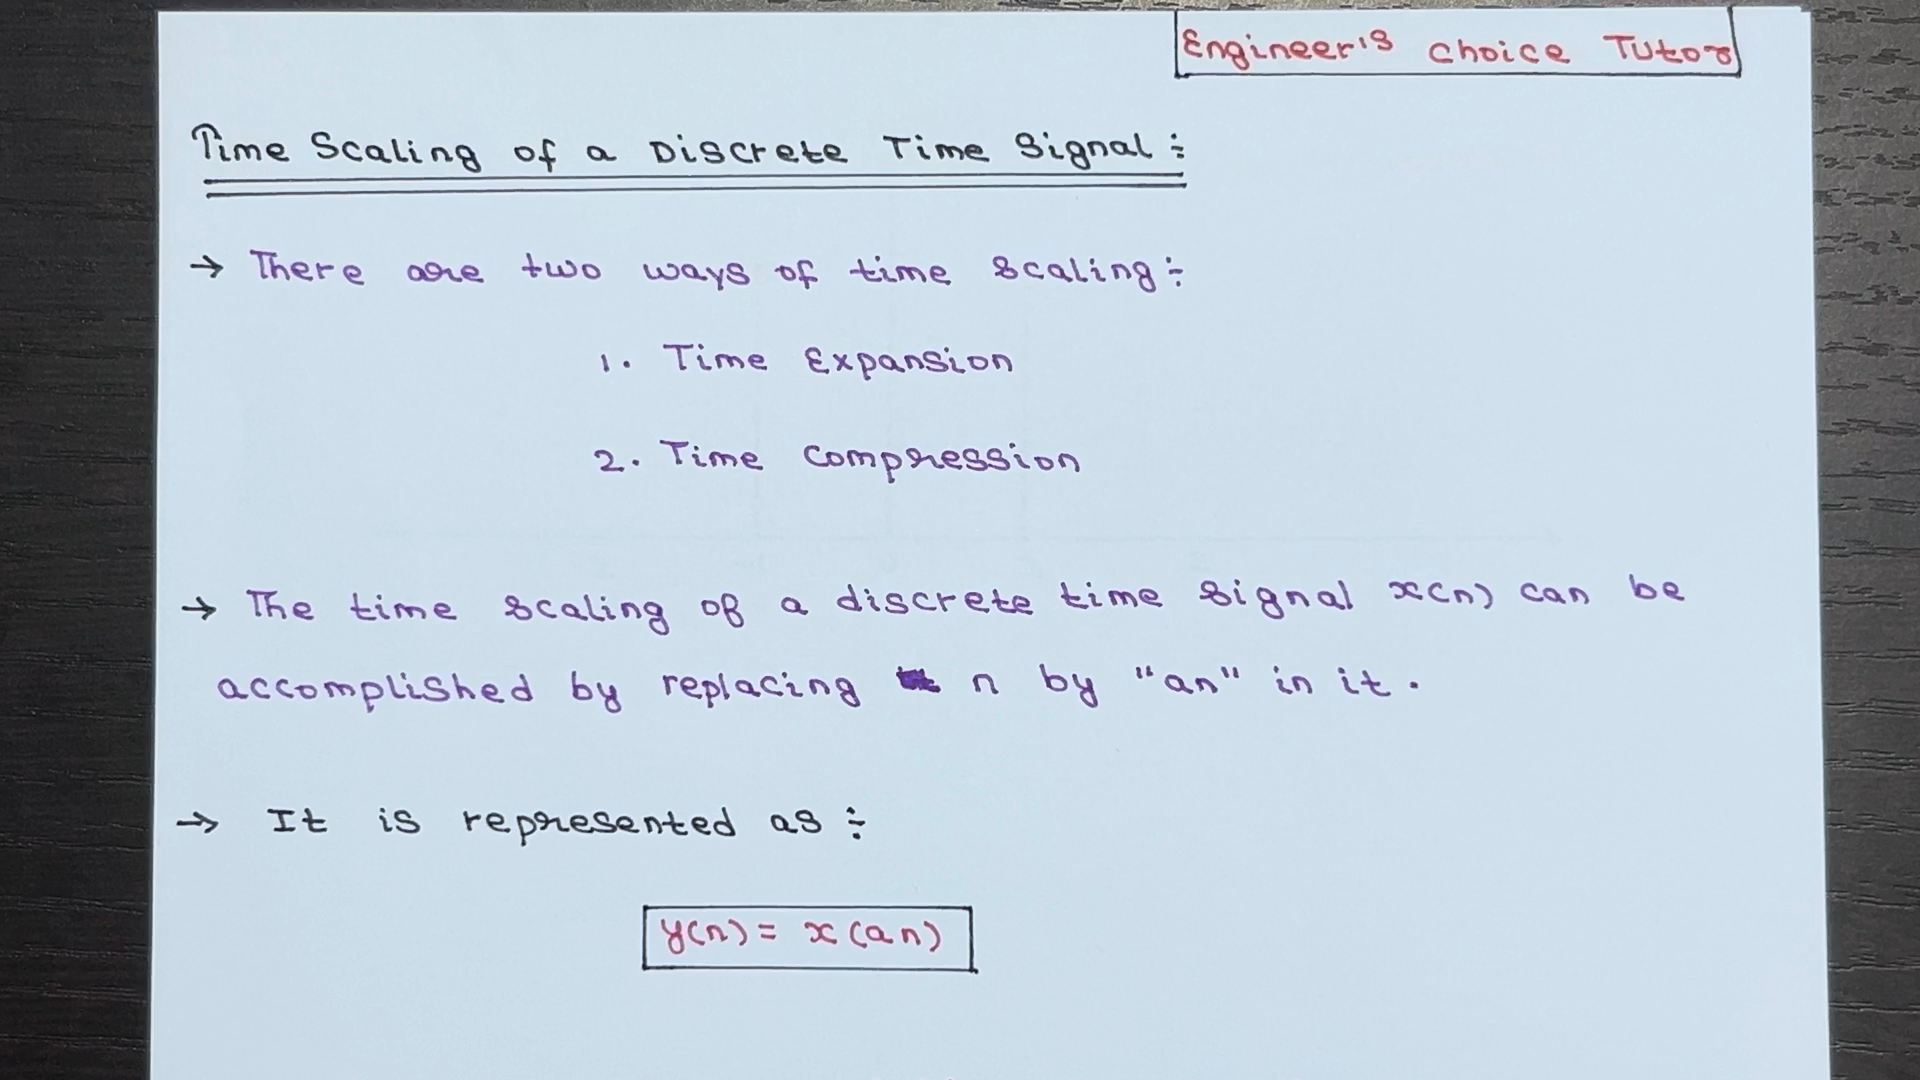 Engineer's Choice Tutor
Time Scaling of a Discrete Time Signal :
→ There are two ways of time scaling :
1. Time Expansion
2. Time Compression
→ The time scaling of a discrete time signal x(n) can be
accomplished by replacing n by "an" in it.
→ It is represented as :
y(n) = x(an)